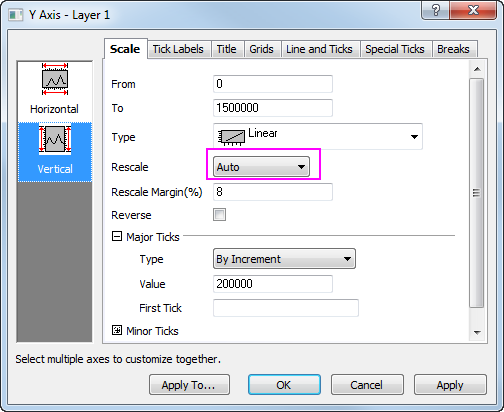 Y Axis - Layer 1
Scale Tick Labels Title Grids Line and Ticks Special Ticks Breaks
Horizontal
Vertical
From 0
To 1500000
Type Linear
Rescale Auto
Rescale Margin(%) 8
Reverse
Major Ticks
Type By Increment
Value 200000
First Tick
Minor Ticks
Select multiple axes to customize together.
Apply To... OK Cancel Apply